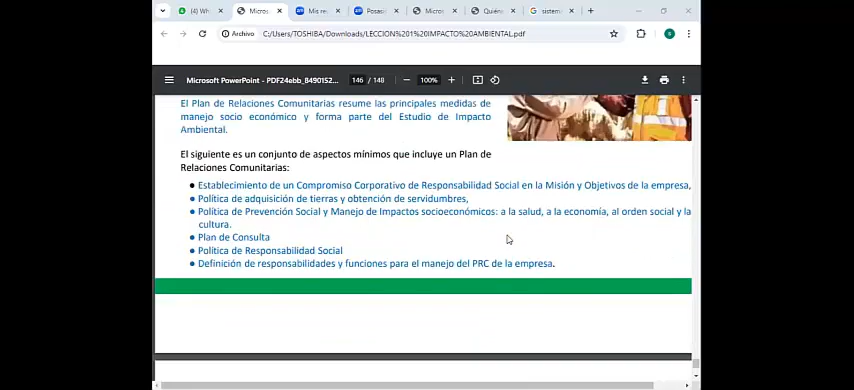 (4) Wh
Micros
Mis re
Posas
Micros
Quién
sistem
Archivo
C:/Users/TOSHIBA/Downloads/LECCION%201%20IMPACTO%20AMBIENTAL.pdf
Microsoft PowerPoint - PDF24ebb_8490152...
146 / 148
100%
El Plan de Relaciones Comunitarias resume las principales medidas de
manejo socio económico y forma parte del Estudio de Impacto
Ambiental.
El siguiente es un conjunto de aspectos mínimos que incluye un Plan de
Relaciones Comunitarias:
● Establecimiento de un Compromiso Corporativo de Responsabilidad Social en la Misión y Objetivos de la empresa,
● Política de adquisición de tierras y obtención de servidumbres,
● Política de Prevención Social y Manejo de Impactos socioeconómicos: a la salud, a la economía, al orden social y la
cultura.
● Plan de Consulta
● Política de Responsabilidad Social
● Definición de responsabilidades y funciones para el manejo del PRC de la empresa.